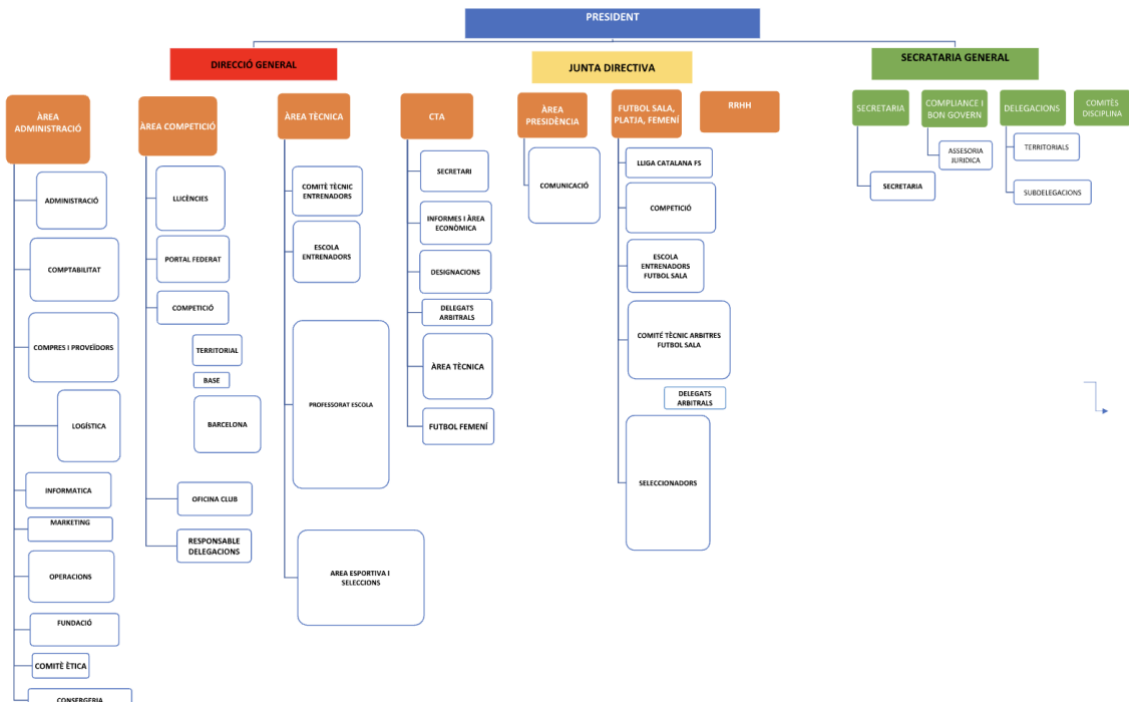 PRESIDENT
DIRECCIÓ GENERAL
JUNTA DIRECTIVA
SECRATARIA GENERAL
ÀREA
ADMINISTRACIÓ
ADMINISTRACIÓ
COMPTABILITAT
COMPRES I PROVEÏDORS
LOGÍSTICA
INFORMATICA
MARKETING
OPERACIONS
FUNDACIÓ
COMITÈ ÈTICA
CONSERGERIA
ÀREA COMPETICIÓ
LLICÈNCIES
PORTAL FEDERAT
COMPETICIÓ
TERRITORIAL
BASE
BARCELONA
OFICINA CLUB
RESPONSABLE
DELEGACIONS
ÀREA TÈCNICA
COMITÈ TÈCNIC
ENTRENADORS
ESCOLA
ENTRENADORS
PROFESSORAT ESCOLA
AREA ESPORTIVA I
SELECCIONS
CTA
SECRETARI
INFORMES I ÀREA
ECONÒMICA
DESIGNACIONS
DELEGATS
ARBITRALS
ÀREA TÈCNICA
FUTBOL FEMENÍ
ÀREA
PRESIDÈNCIA
COMUNICACIÓ
FUTBOL SALA,
PLATJA, FEMENÍ
LLIGA CATALANA FS
COMPETICIÓ
ESCOLA
ENTRENADORS
FUTBOL SALA
COMITÉ TÈCNIC ARBITRES
FUTBOL SALA
DELEGATS
ARBITRALS
SELECCIONADORS
RRHH
SECRETARIA
SECRETARIA
COMPLIANCE I
BON GOVERN
ASSESORIA
JURIDICA
DELEGACIONS
TERRITORIALS
SUBDELEGACIONS
COMITÈS
DISCIPLINA